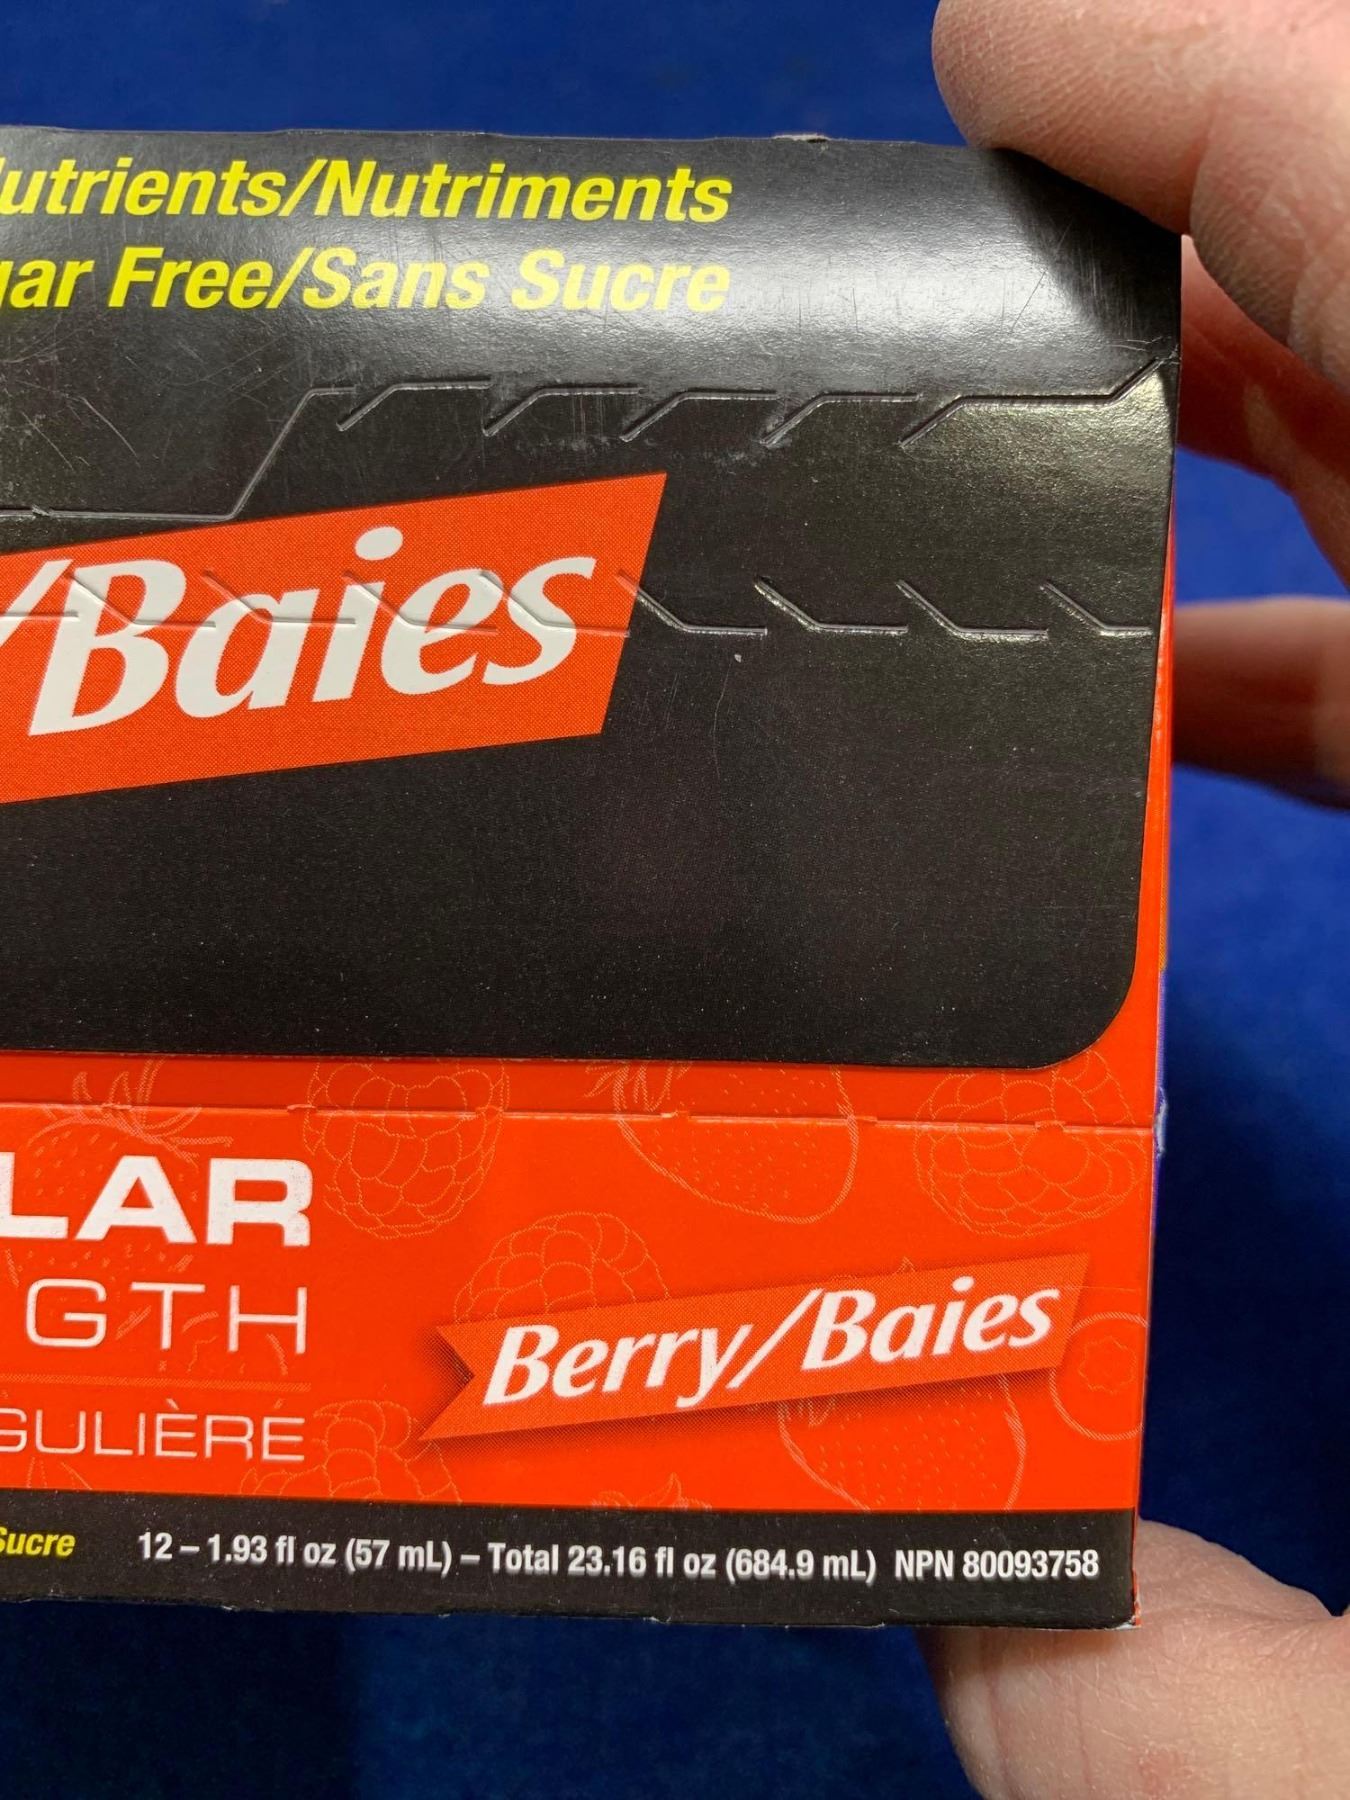 utrients/Nutriments
gar Free/Sans Sucre
/Baies
LAR
GTH
GULIÈRE
Berry/Baies
Sucre 12 – 1.93 fl oz (57 mL) – Total 23.16 fl oz (684.9 mL) NPN 80093758